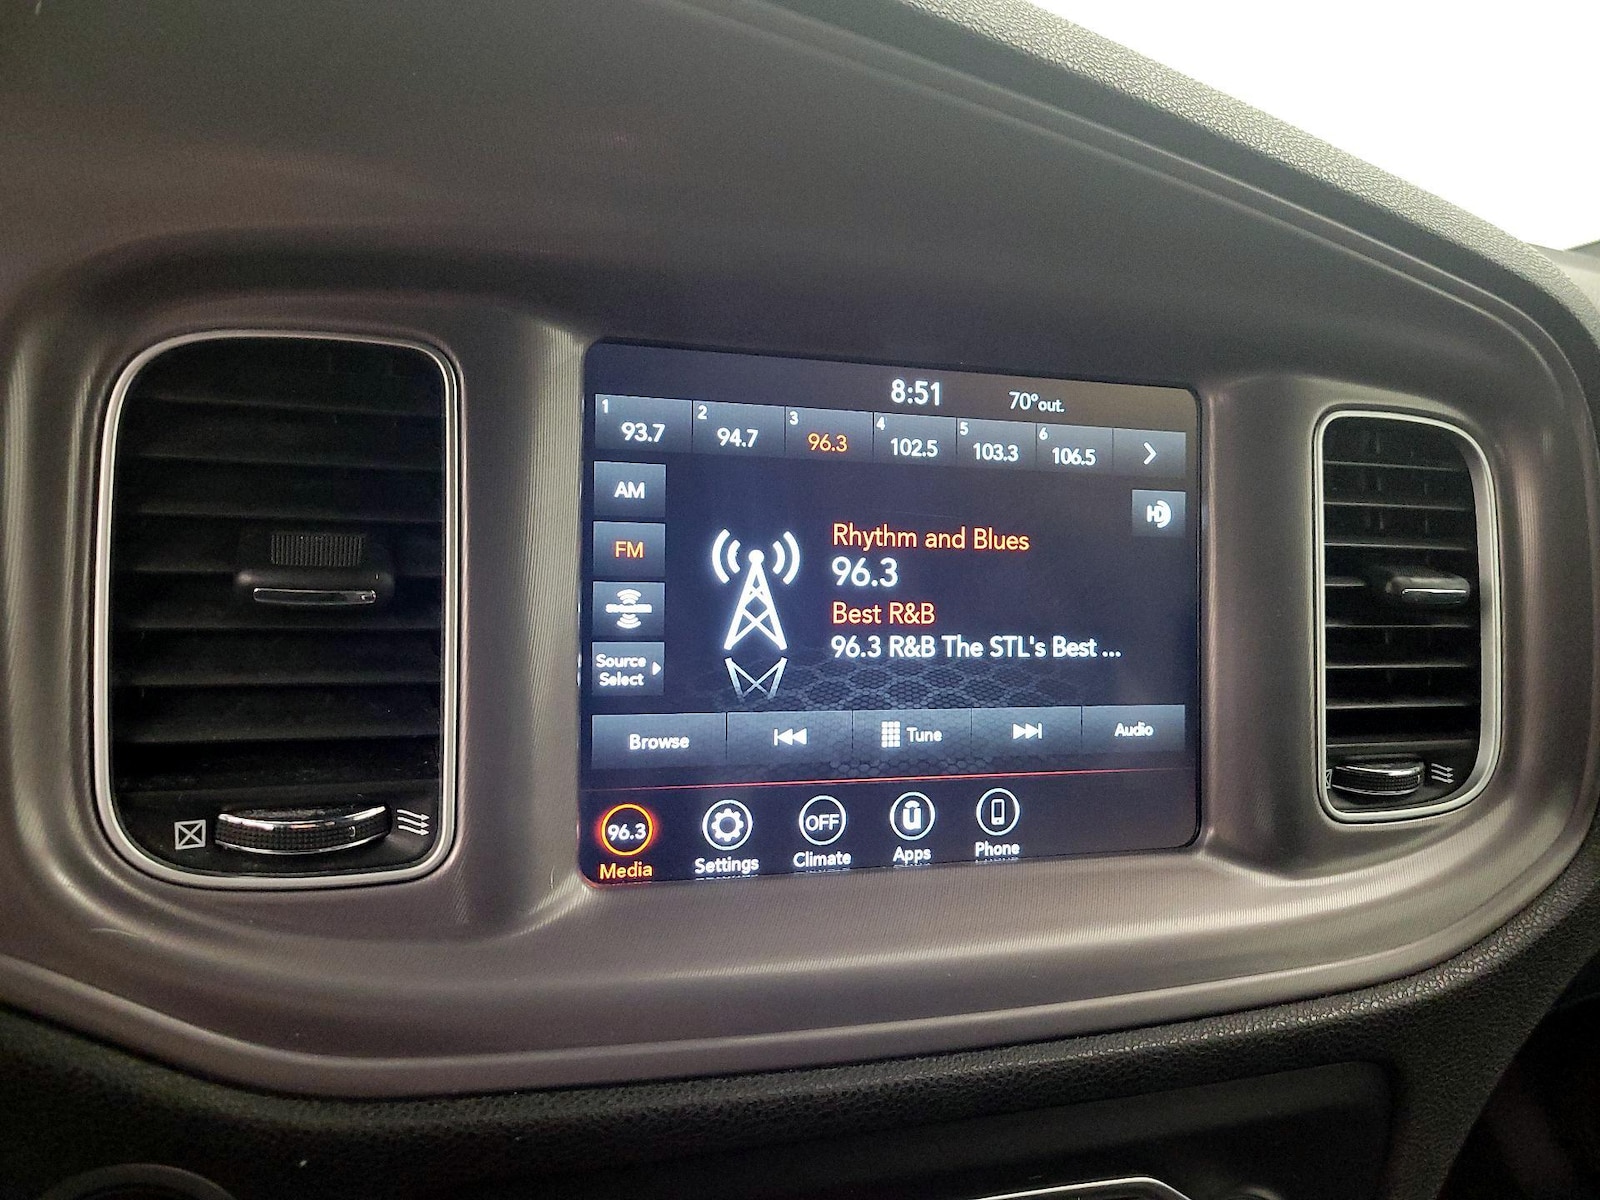 8:51 70°out.
1 93.7 2 94.7 3 96.3 4 102.5 5 103.3 6 106.5
AM
HD
FM
Rhythm and Blues
96.3
Best R&B
96.3 R&B The STL's Best ...
Source
Select
Browse Tune Audio
96.3 OFF
Media Settings Climate Apps Phone